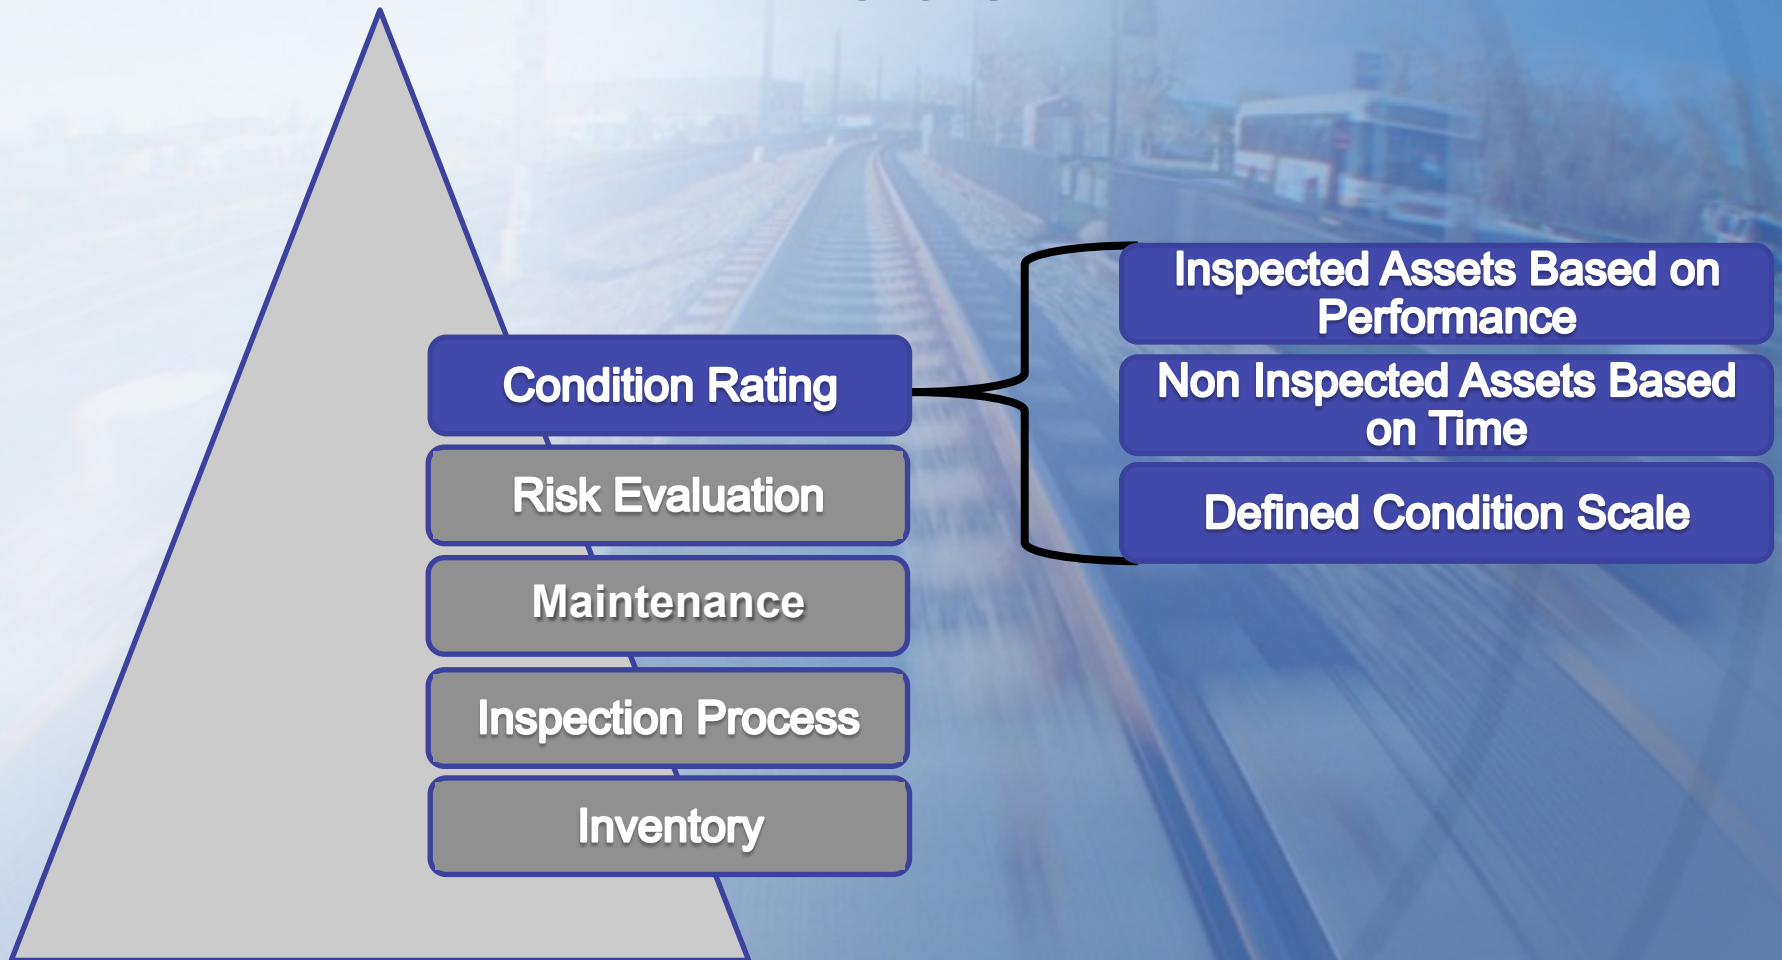 Condition Rating
Risk Evaluation
Maintenance
Inspection Process
Inventory
Inspected Assets Based on
Performance
Non Inspected Assets Based
on Time
Defined Condition Scale